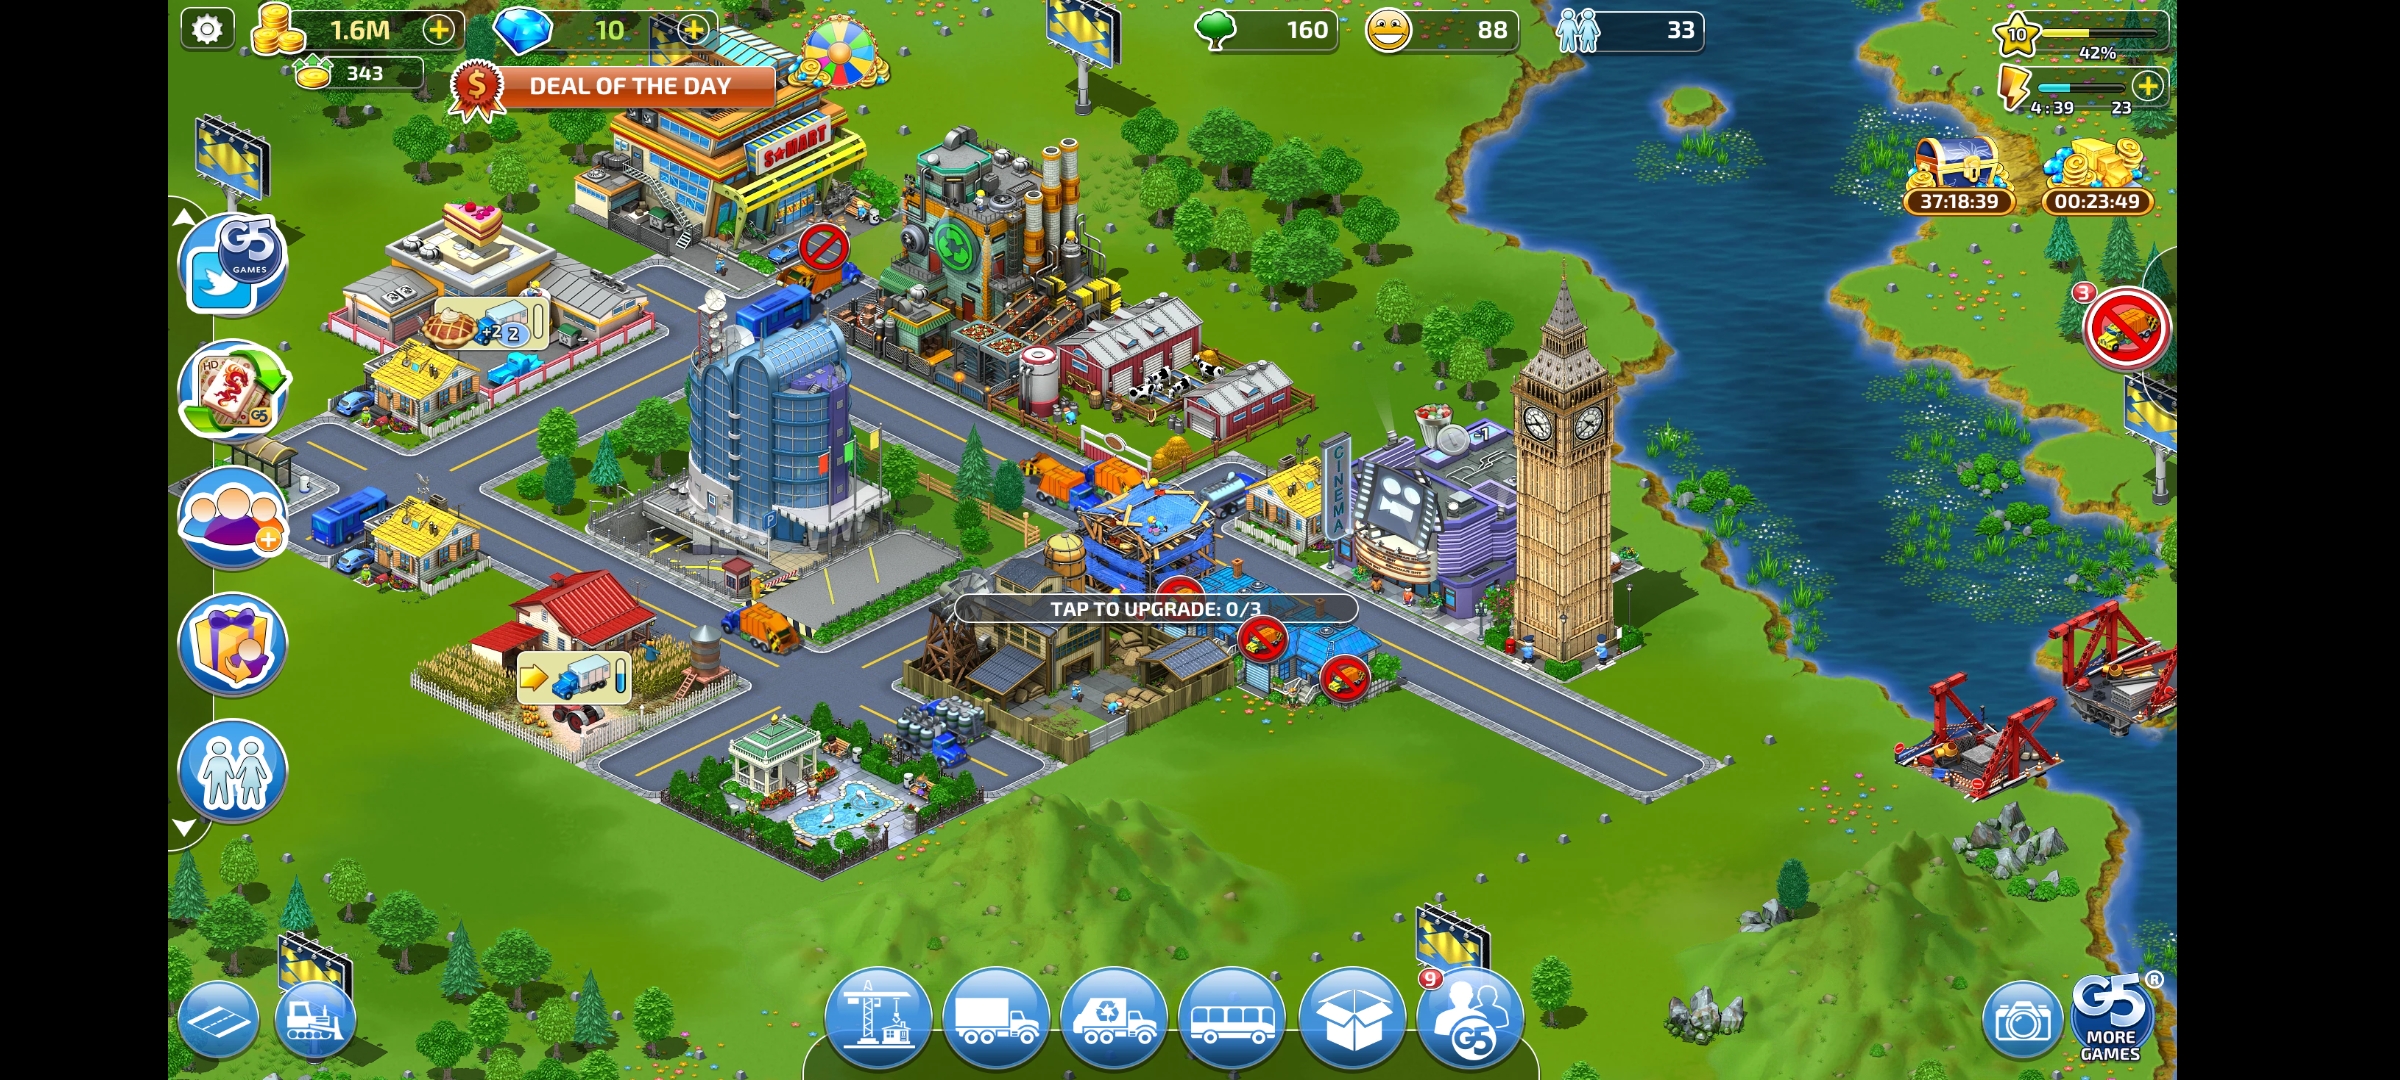 1.6M
10
160
88
33
10
42%
343
DEAL OF THE DAY
4:39
23
S★MART
37:18:39
00:23:49
G5
GAMES
3
+2
2
HD
G5
-1
CINEMA
P
TAP TO UPGRADE: 0/3
9
G5
G5
®
MORE
GAMES